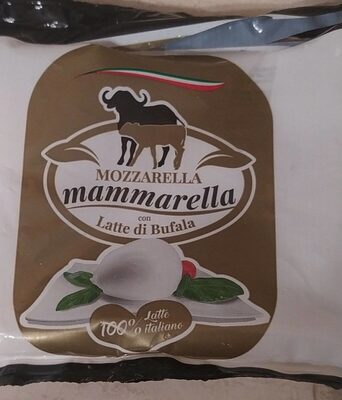 MOZZARELLA
mammarella
con
Latte di Bufala
100% Latte
italiano